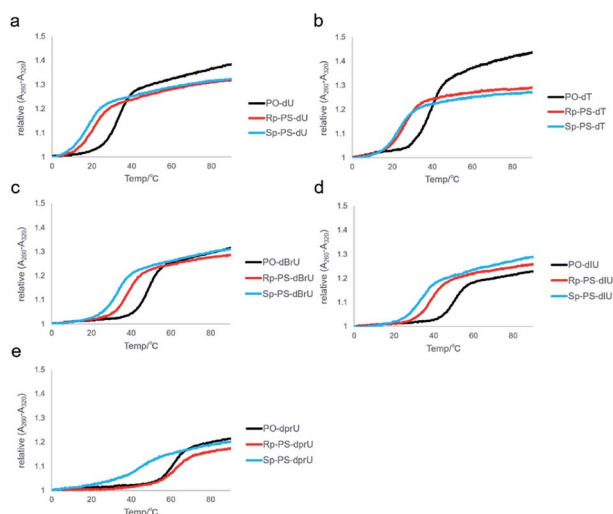 a
1.5
1.4
1.3
1.2
1.1
1
relative (A260-A320)
0 20 40 60 80
Temp/°C
PO-dU
Rp-PS-dU
Sp-PS-dU
b
1.5
1.4
1.3
1.2
1.1
1
relative (A260-A320)
0 20 40 60 80
Temp/°C
PO-dT
Rp-PS-dT
Sp-PS-dT
c
1.5
1.4
1.3
1.2
1.1
1
relative (A260-A320)
0 20 40 60 80
Temp/°C
PO-dBrU
Rp-PS-dBrU
Sp-PS-dBrU
d
1.5
1.4
1.3
1.2
1.1
1
relative (A260-A320)
0 20 40 60 80
Temp/°C
PO-dIU
Rp-PS-dIU
Sp-PS-dIU
e
1.5
1.4
1.3
1.2
1.1
1
relative (A260-A320)
0 20 40 60 80
Temp/°C
PO-dprU
Rp-PS-dprU
Sp-PS-dprU